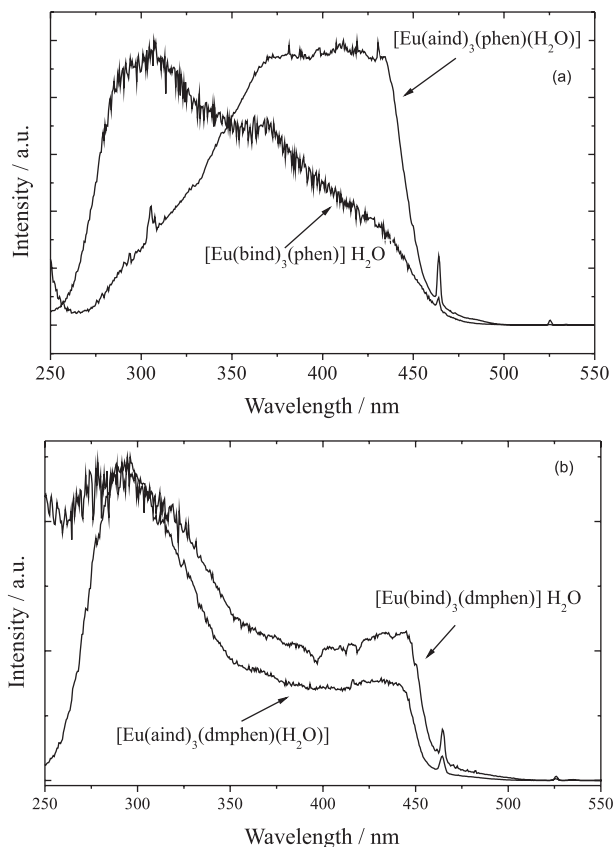 [Eu(aind)₃(phen)(H₂O)]
(a)
Intensity / a.u.
[Eu(bind)₃(phen)] H₂O
250 300 350 400 450 500 550
Wavelength / nm
(b)
Intensity / a.u.
[Eu(bind)₃(dmphen)] H₂O
[Eu(aind)₃(dmphen)(H₂O)]
250 300 350 400 450 500 550
Wavelength / nm